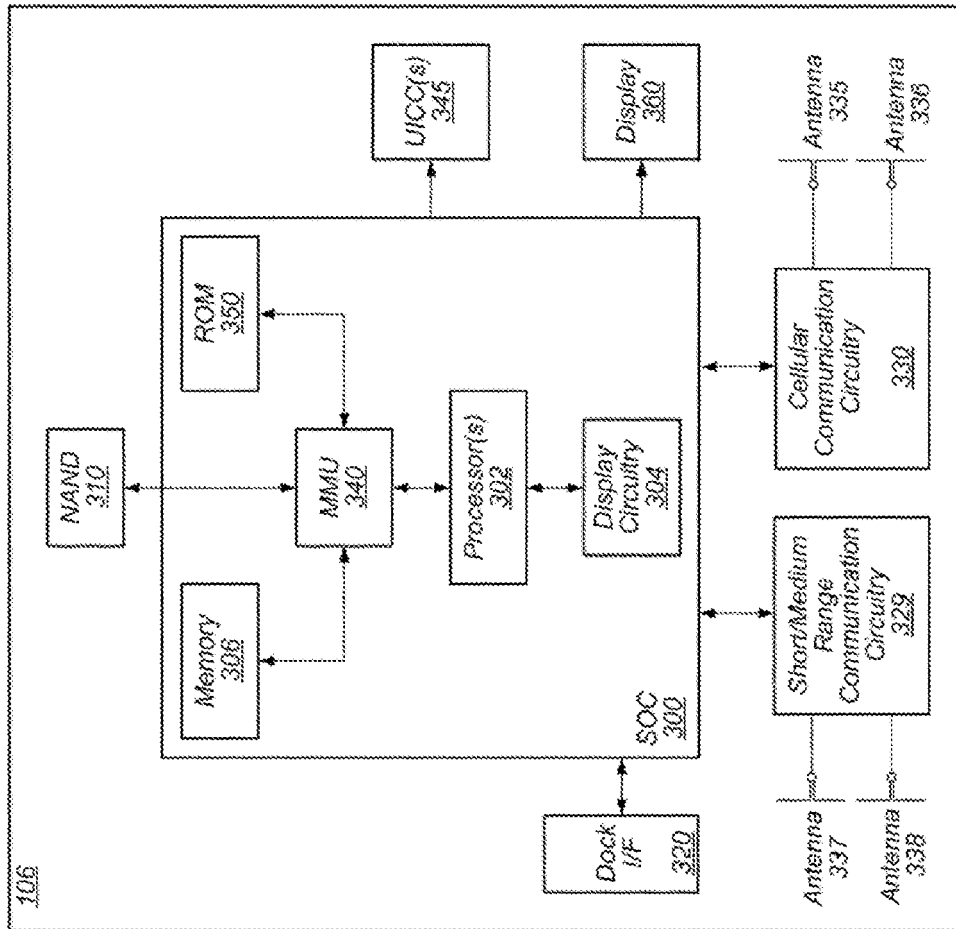 106
NAND
310
UICC(s)
345
Memory
306
ROM
350
MMU
340
Processor(s)
302
Display
360
Display
Circuitry
304
SOC
300
Dock
I/F
320
Short/Medium
Range
Communication
Circuitry
329
Cellular
Communication
Circuitry
330
Antenna
337
Antenna
338
Antenna
335
Antenna
336